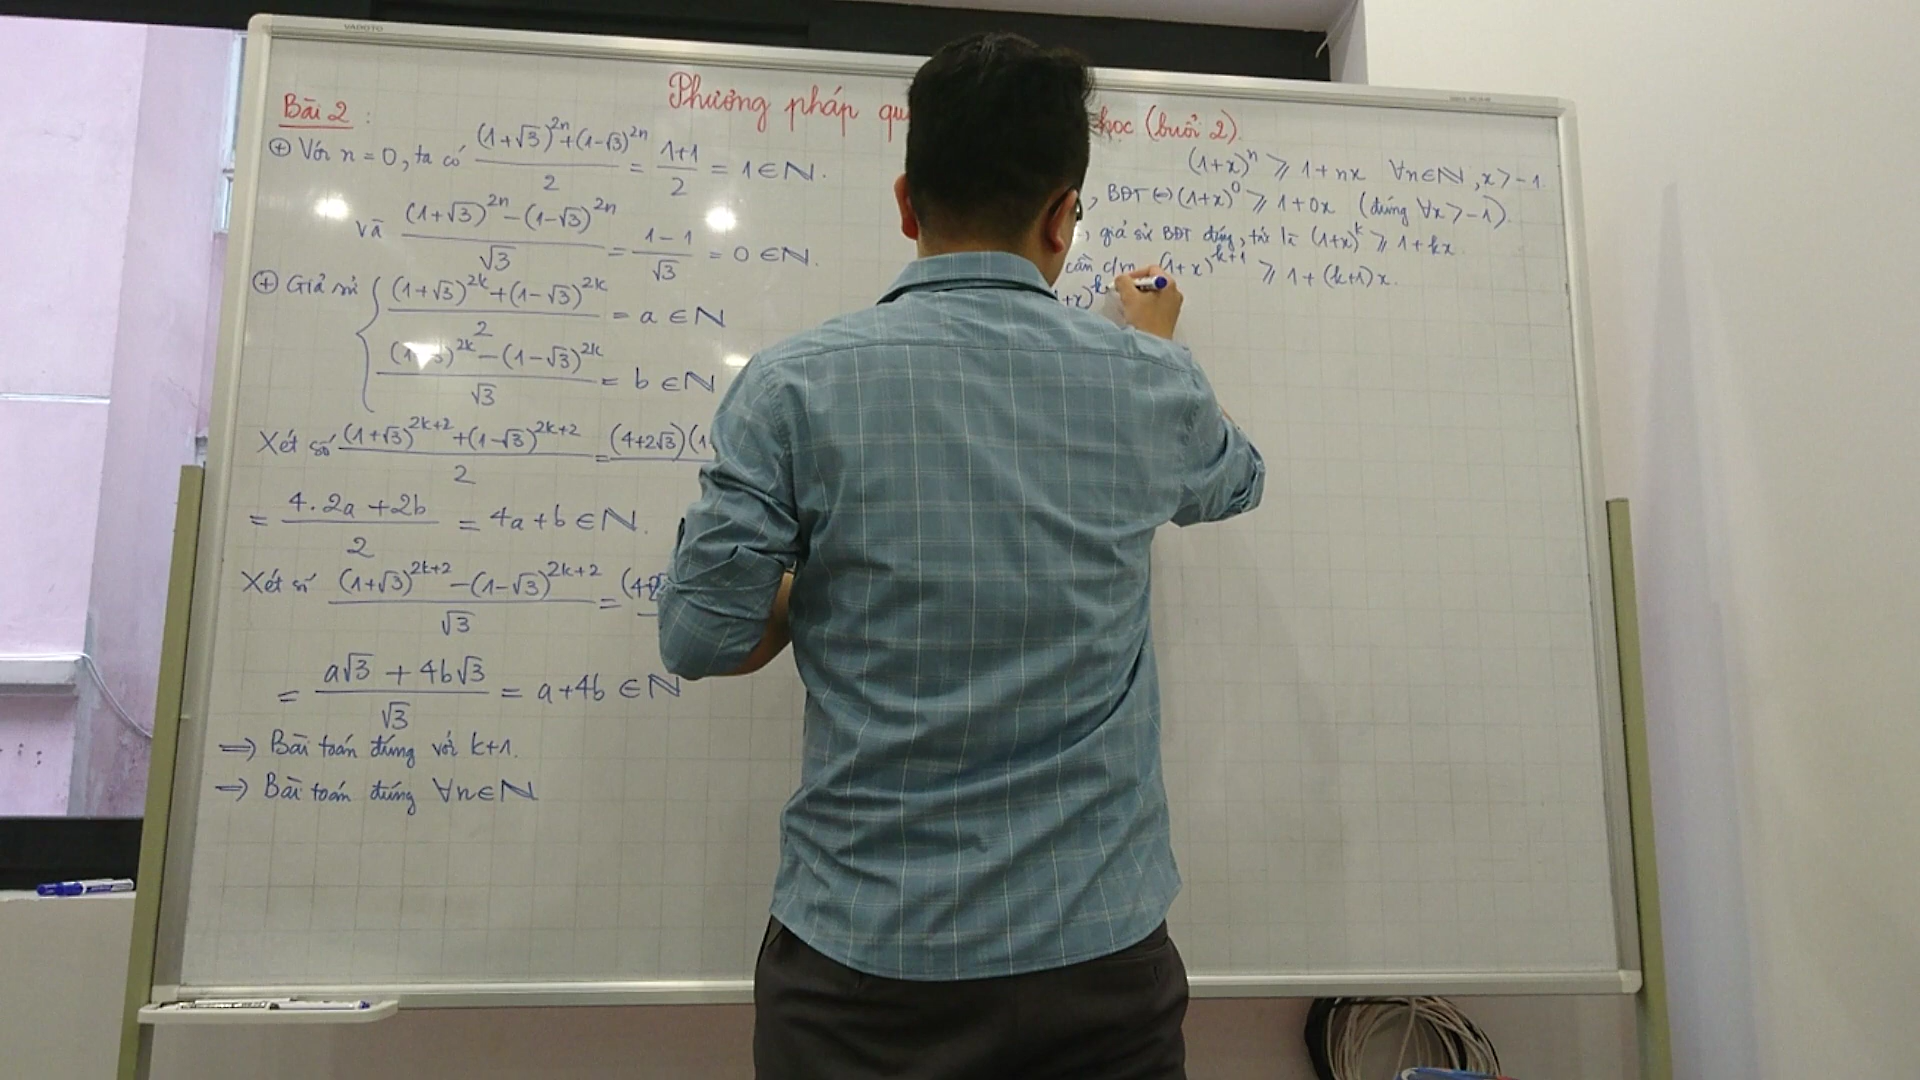 VADOTO
Phương pháp qu học (buổi 2).
Bài 2 :
⊕ Với n = 0, ta có ((1+√3)^2n + (1-√3)^2n)/2 = (1+1)/2 = 1 ∈ N.
và ((1+√3)^2n - (1-√3)^2n)/√3 = (1-1)/√3 = 0 ∈ N.
⊕ Giả sử { ((1+√3)^2k + (1-√3)^2k)/2 = a ∈ N
((1 3)^2k - (1-√3)^2k)/√3 = b ∈ N
Xét số ((1+√3)^2k+2 + (1-√3)^2k+2)/2 = (4+2√3)(1
= (4.2a + 2b)/2 = 4a+b ∈ N.
Xét số ((1+√3)^2k+2 - (1-√3)^2k+2)/√3 = (4+
= (a√3 + 4b√3)/√3 = a+4b ∈ N
⇒ Bài toán đúng với k+1.
⇒ Bài toán đúng ∀n∈N
(1+x)^n ⩾ 1+nx ∀n∈N, x>-1.
, BĐT ⇔ (1+x)^0 ⩾ 1+0x (đúng ∀x>-1).
, giả sử BĐT đúng, tức là (1+x)^k ⩾ 1+kx.
cần c/m (1+x)^k+1 ⩾ 1+(k+1)x.
+x)^k